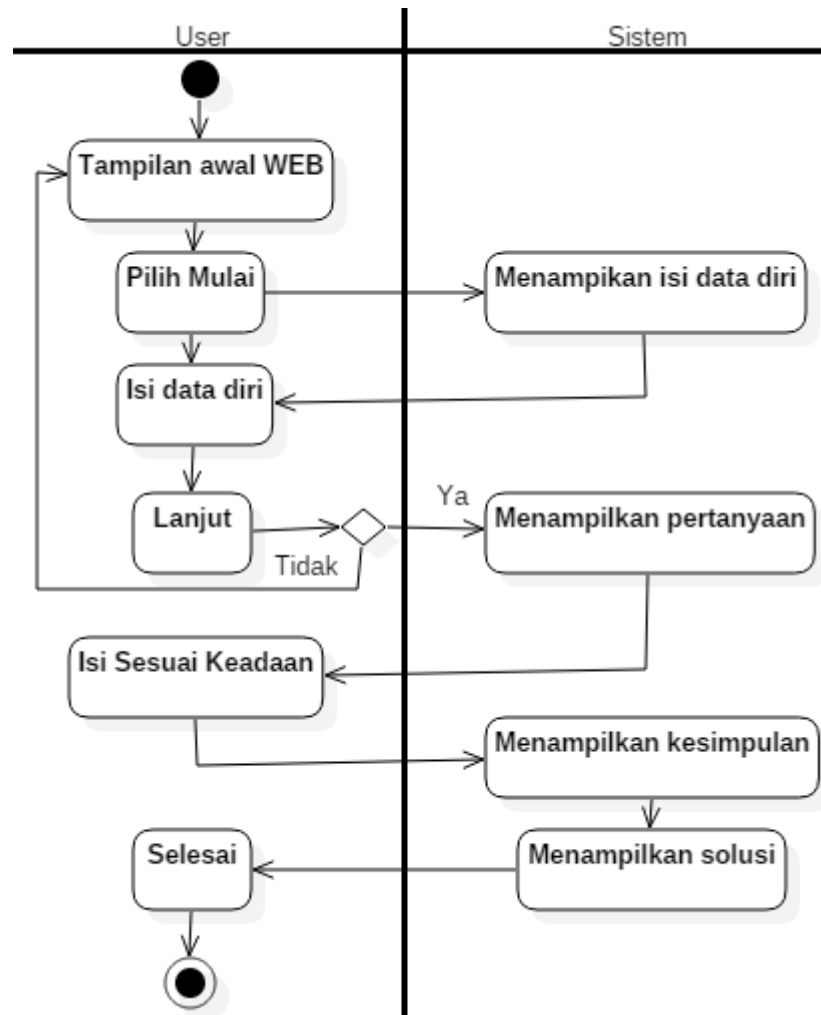 User
Sistem
Tampilan awal WEB
Pilih Mulai
Menampikan isi data diri
Isi data diri
Lanjut
Ya
Menampilkan pertanyaan
Tidak
Isi Sesuai Keadaan
Menampilkan kesimpulan
Selesai
Menampilkan solusi